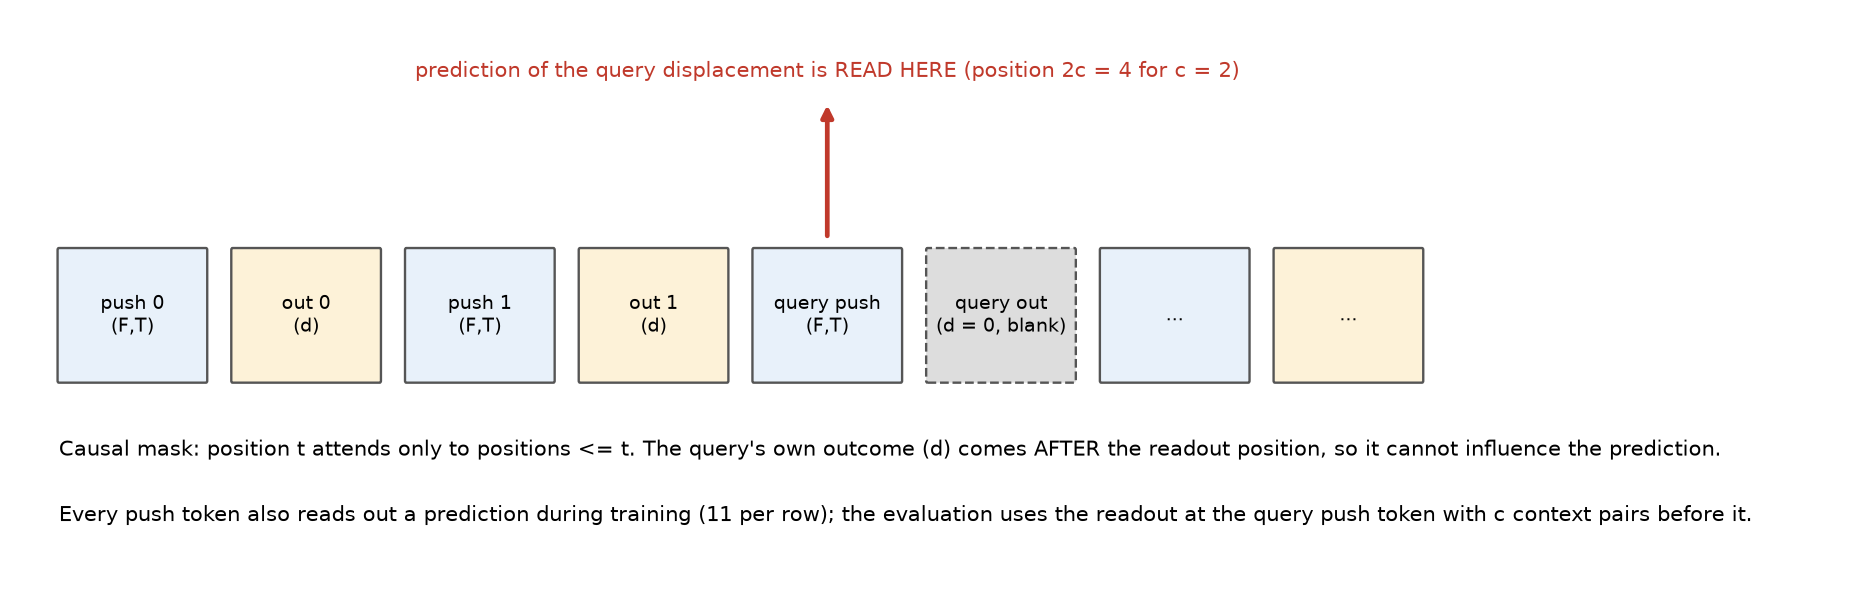 prediction of the query displacement is READ HERE (position 2c = 4 for c = 2)
push 0
(F,T)
out 0
(d)
push 1
(F,T)
out 1
(d)
query push
(F,T)
query out
(d = 0, blank)
...
...
Causal mask: position t attends only to positions <= t. The query's own outcome (d) comes AFTER the readout position, so it cannot influence the prediction.
Every push token also reads out a prediction during training (11 per row); the evaluation uses the readout at the query push token with c context pairs before it.